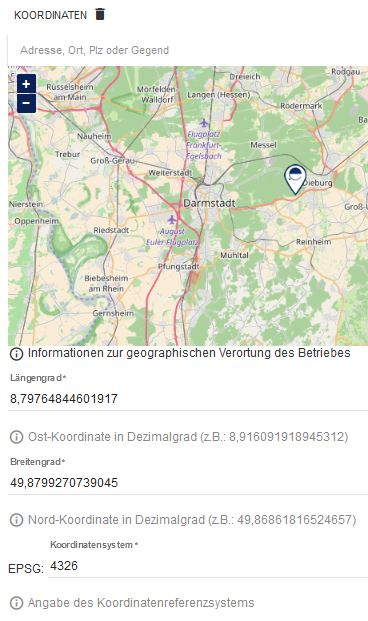 KOORDINATEN
Adresse, Ort, Plz oder Gegend
+
−
Rüsselsheim
am Main
Mörfelden
Walldorf
Dreieich
Langen (Hessen)
Rodgau
Rödermark
Nauheim
Flugplatz
Frankfurt-
Egelsbach
Ba
Trebur
Groß-Gerau
Messel
Weiterstadt
Dieburg
Nierstein
Darmstadt
Groß-U
Oppenheim
Riedstadt
August
Euler Flugplatz
Reinheim
Pfungstadt
Mühltal
Biebesheim
am Rhein
Gernsheim
Informationen zur geographischen Verortung des Betriebes
Längengrad*
8,79764844601917
Ost-Koordinate in Dezimalgrad (z.B.: 8,916091918945312)
Breitengrad*
49,8799270739045
Nord-Koordinate in Dezimalgrad (z.B.: 49,86861816524657)
Koordinatensystem *
EPSG: 4326
Angabe des Koordinatenreferenzsystems